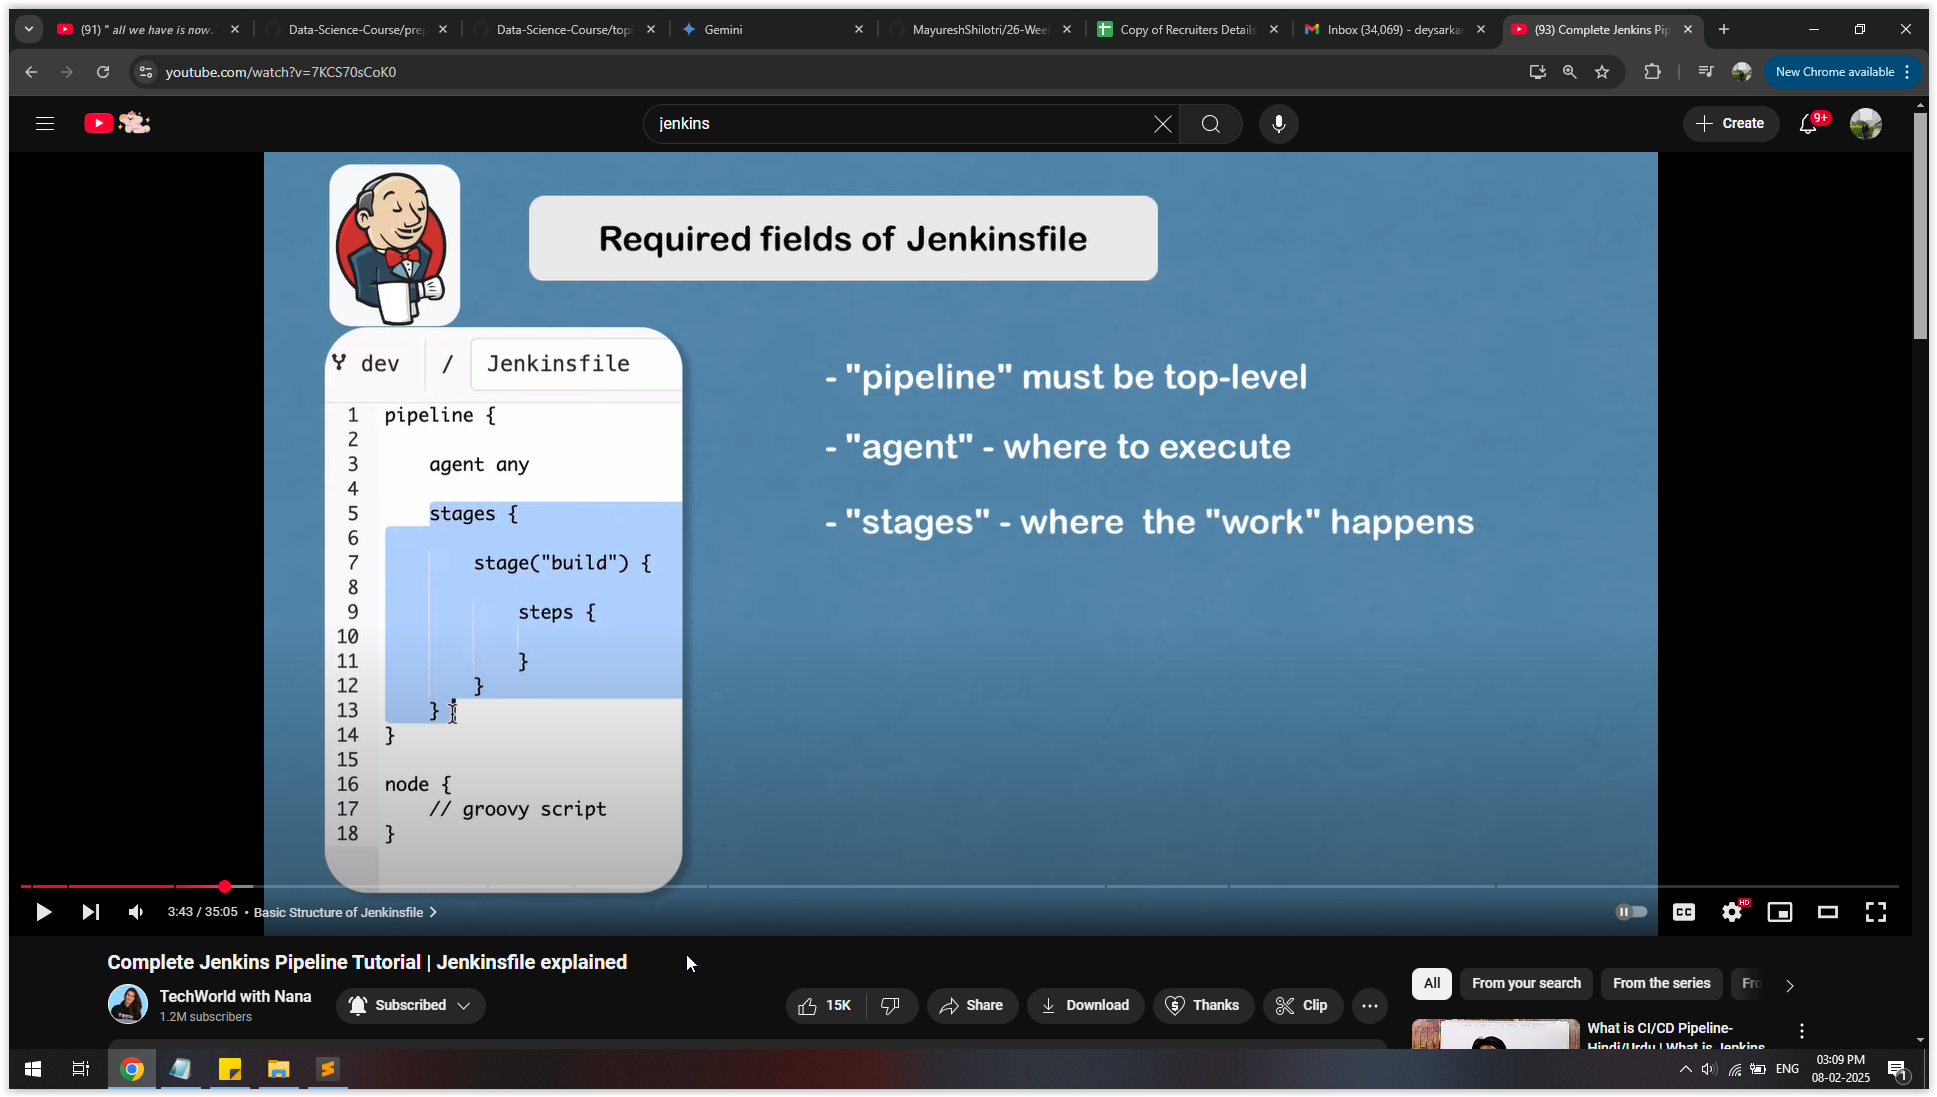 (91) " all we have is now.
Data-Science-Course/prep
Data-Science-Course/topi
Gemini
MayureshShilotri/26-Wee
Copy of Recruiters Details
Inbox (34,069) - deysarka
(93) Complete Jenkins Pip
youtube.com/watch?v=7KCS70sCoK0
New Chrome available
jenkins
Create
9+
Required fields of Jenkinsfile
dev / Jenkinsfile
1 pipeline {
2
3 agent any
4
5 stages {
6
7 stage("build") {
8
9 steps {
10
11 }
12 }
13 }
14 }
15
16 node {
17 // groovy script
18 }
- "pipeline" must be top-level
- "agent" - where to execute
- "stages" - where the "work" happens
3:43 / 35:05 • Basic Structure of Jenkinsfile
CC
HD
Complete Jenkins Pipeline Tutorial | Jenkinsfile explained
TechWorld with Nana
1.2M subscribers
Subscribed
15K
Share
Download
Thanks
Clip
All
From your search
From the series
Fro
What is CI/CD Pipeline-
Hindi/Urdu | What is Jenkins
ENG
03:09 PM
08-02-2025
1